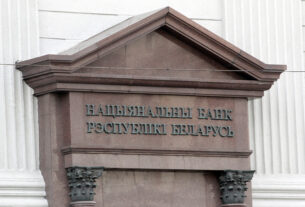 НАЦЫЯНАЛЬНЫ БАНК
РЭСПУБЛІКІ БЕЛАРУСЬ